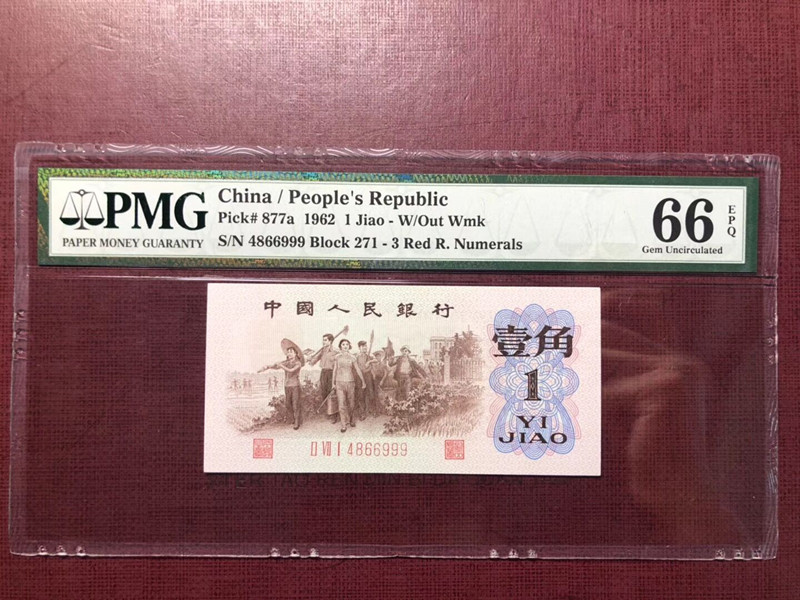 PMG
PAPER MONEY GUARANTY
China / People's Republic
Pick# 877a 1962 1 Jiao - W/Out Wmk
S/N 4866999 Block 271 - 3 Red R. Numerals
66 EPQ
Gem Uncirculated
中國人民銀行
壹角
1
YI
JIAO
II VII I 4866999